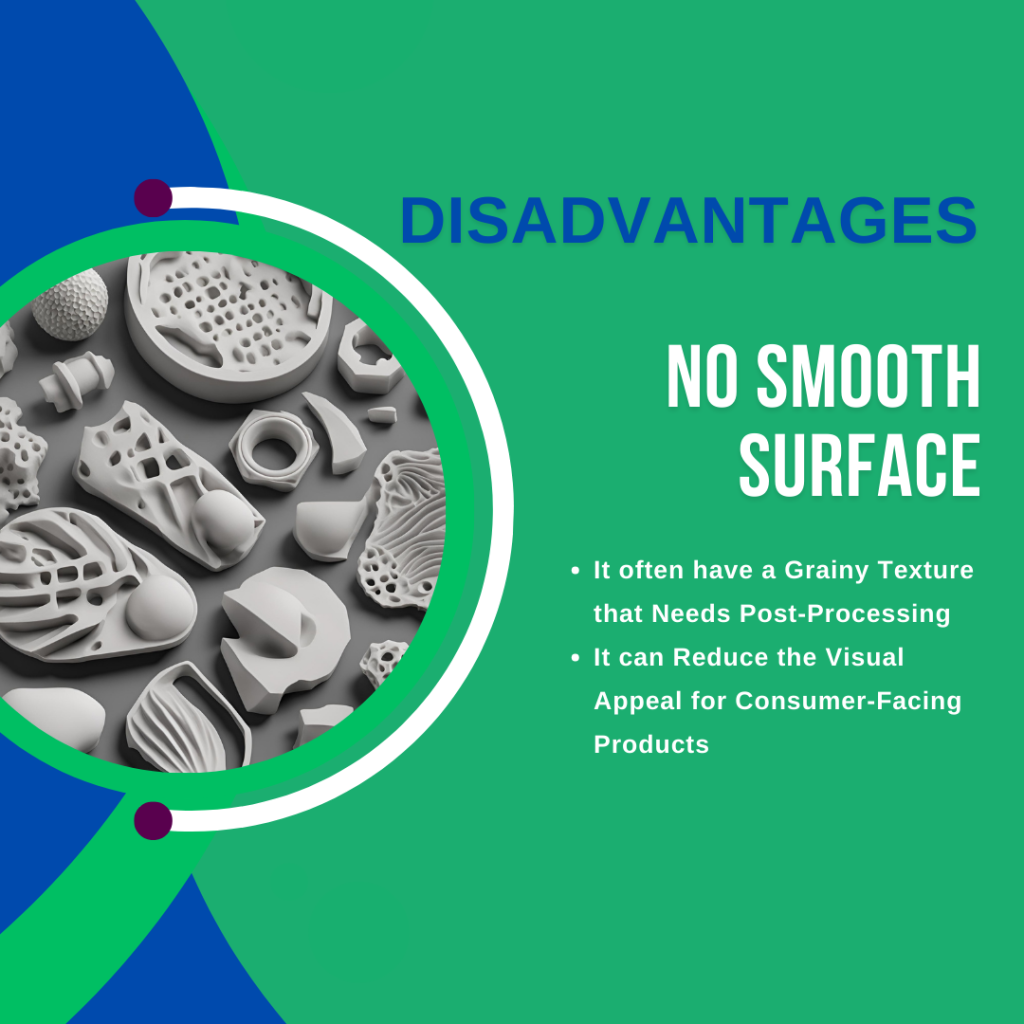 DISADVANTAGES
NO SMOOTH
SURFACE
• It often have a Grainy Texture
that Needs Post-Processing
• It can Reduce the Visual
Appeal for Consumer-Facing
Products